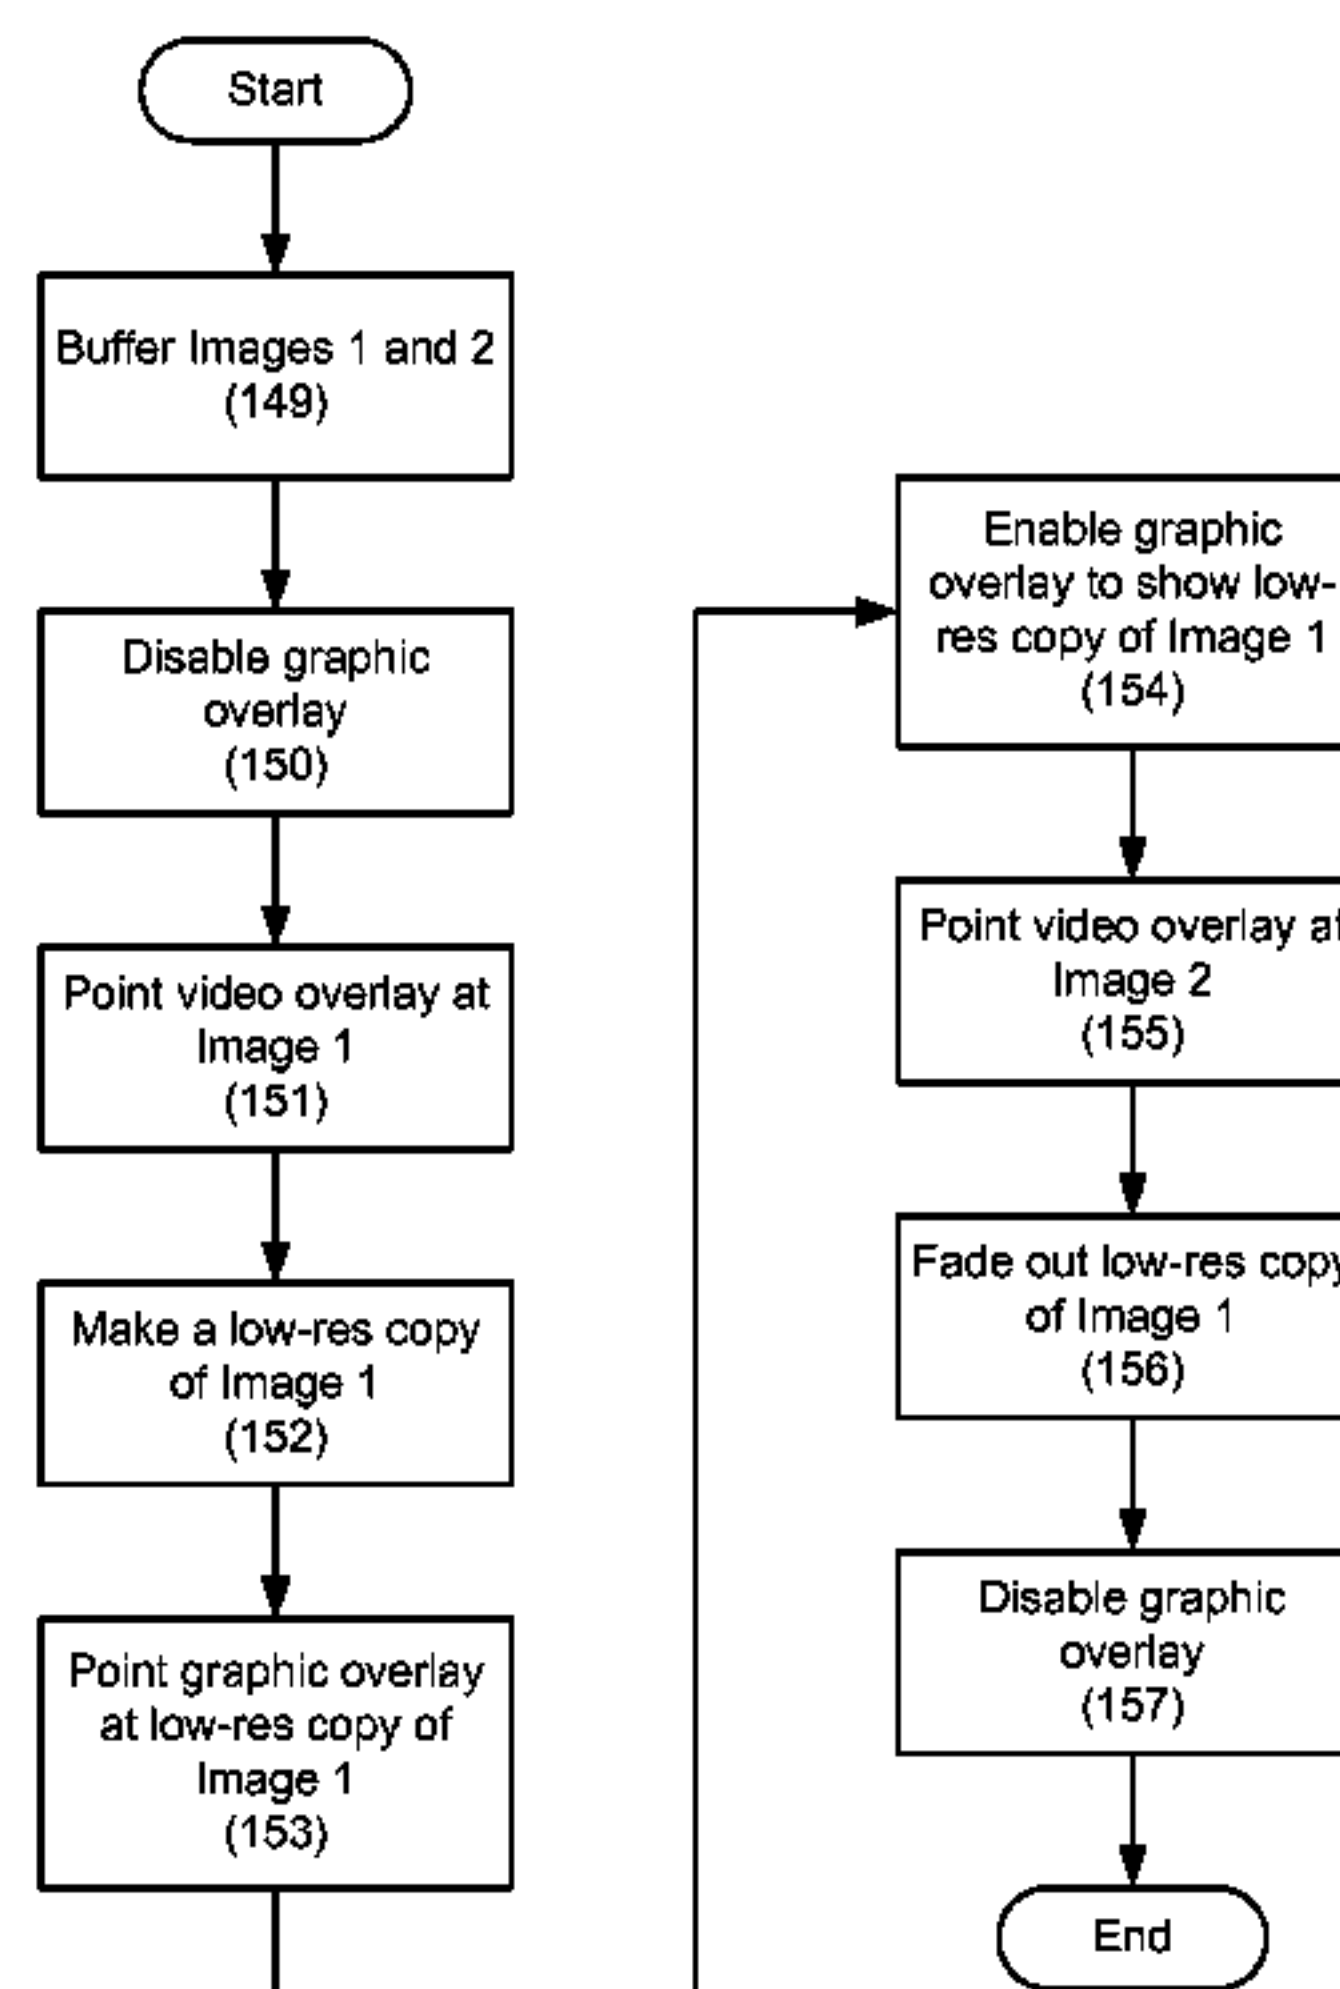 Start
Buffer Images 1 and 2
(149)
Disable graphic
overlay
(150)
Point video overlay at
Image 1
(151)
Make a low-res copy
of Image 1
(152)
Point graphic overlay
at low-res copy of
Image 1
(153)
Enable graphic
overlay to show low-
res copy of Image 1
(154)
Point video overlay at
Image 2
(155)
Fade out low-res copy
of Image 1
(156)
Disable graphic
overlay
(157)
End